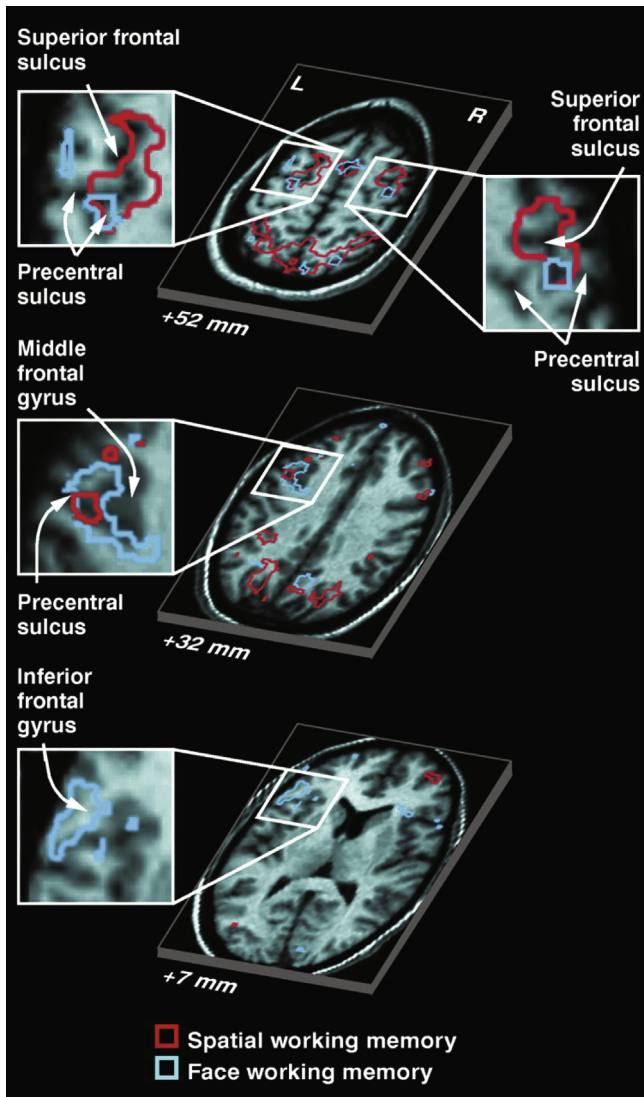 Superior frontal
sulcus
L
R
Superior
frontal
sulcus
Precentral
sulcus
+52 mm
Precentral
sulcus
Middle
frontal
gyrus
Precentral
sulcus
+32 mm
Inferior
frontal
gyrus
+7 mm
Spatial working memory
Face working memory